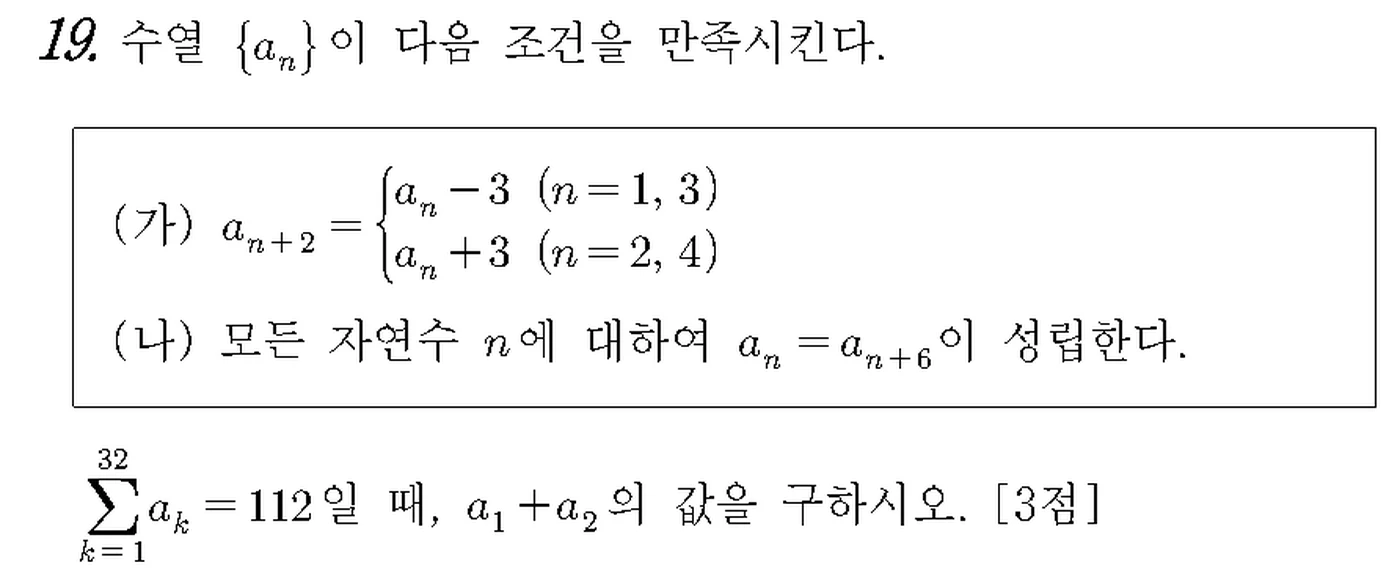 19. 수열 {aₙ}이 다음 조건을 만족시킨다.
(가) aₙ₊₂ = { aₙ − 3 (n = 1, 3)
aₙ + 3 (n = 2, 4)
(나) 모든 자연수 n에 대하여 aₙ = aₙ₊₆이 성립한다.
∑_{k=1}^{32} aₖ = 112일 때, a₁ + a₂의 값을 구하시오. [3점]